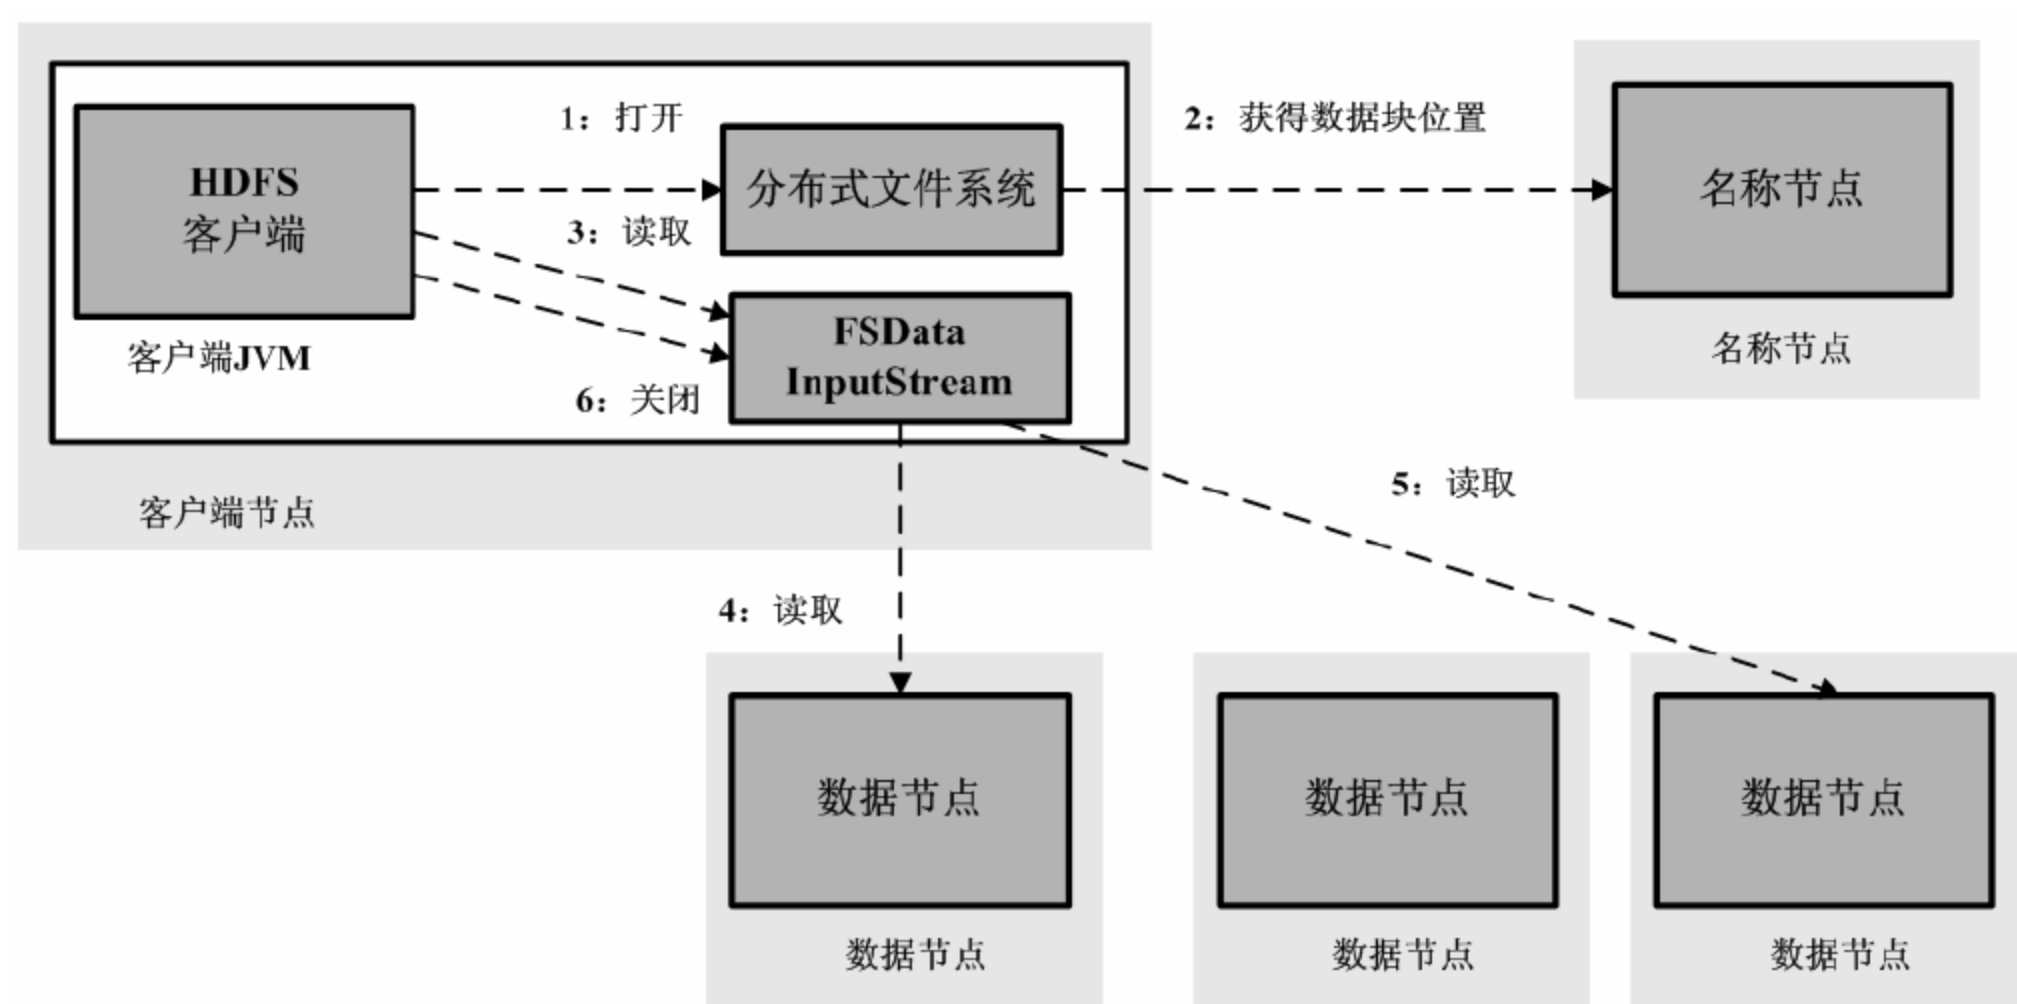 1：打开
2：获得数据块位置
HDFS
客户端
分布式文件系统
名称节点
3：读取
FSData
InputStream
客户端JVM
名称节点
6：关闭
5：读取
客户端节点
4：读取
数据节点
数据节点
数据节点
数据节点
数据节点
数据节点